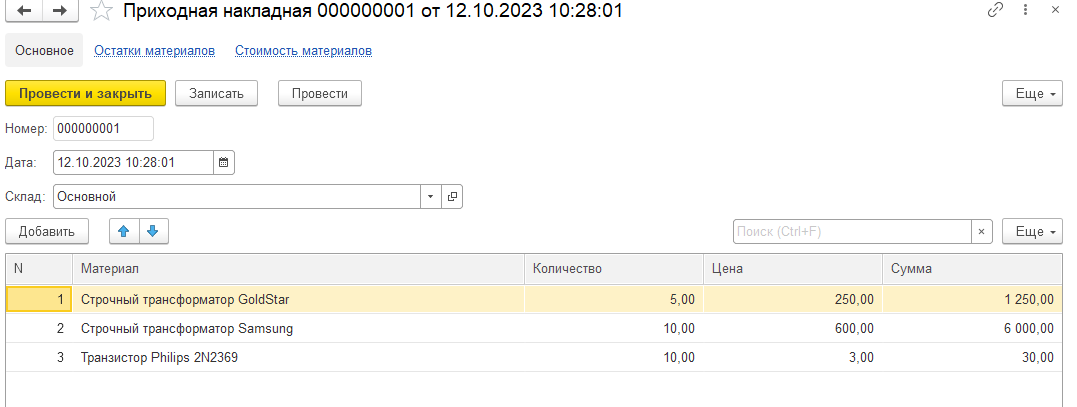 Приходная накладная 000000001 от 12.10.2023 10:28:01
Основное Остатки материалов Стоимость материалов
Провести и закрыть Записать Провести Еще
Номер: 000000001
Дата: 12.10.2023 10:28:01
Склад: Основной
Добавить Поиск (Ctrl+F) × Еще
N Материал Количество Цена Сумма
1 Строчный трансформатор GoldStar 5,00 250,00 1 250,00
2 Строчный трансформатор Samsung 10,00 600,00 6 000,00
3 Транзистор Philips 2N2369 10,00 3,00 30,00